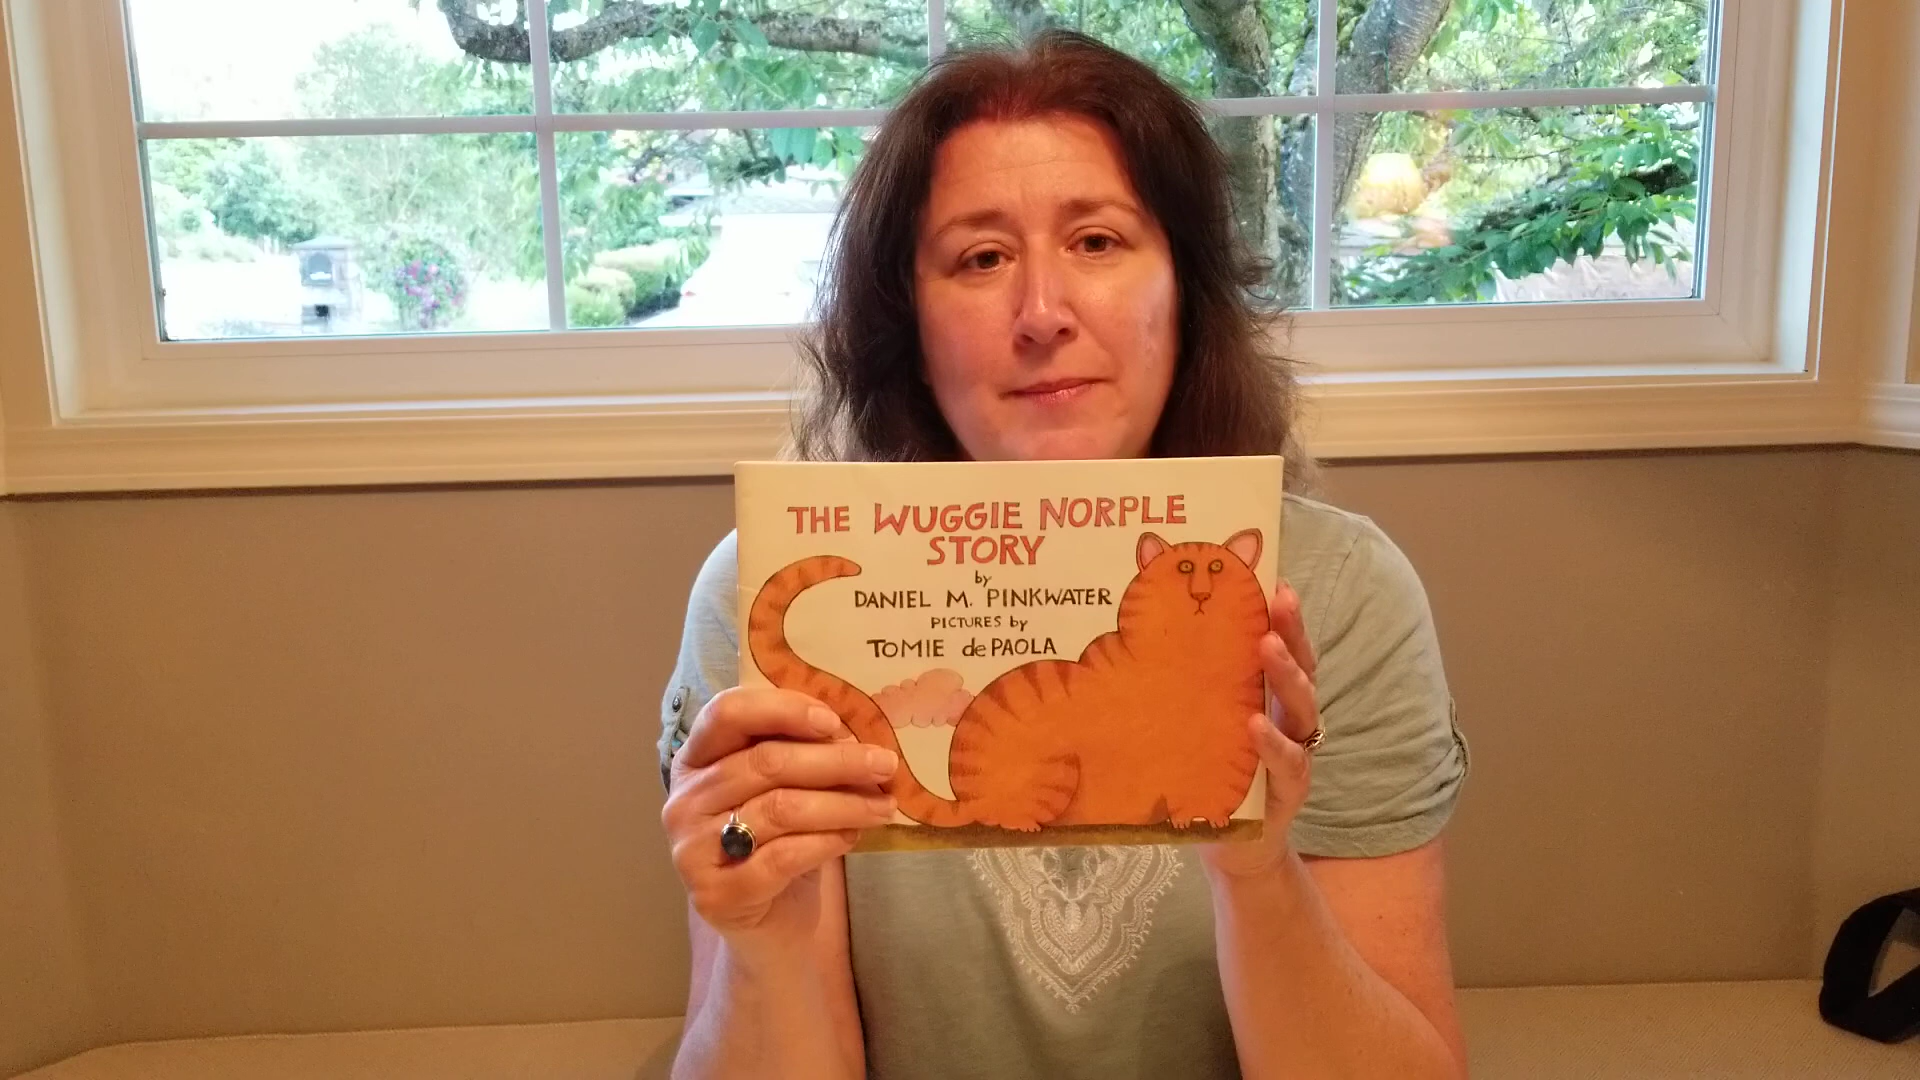 THE WUGGIE NORPLE
STORY
by
DANIEL M. PINKWATER
PICTURES by
TOMIE dePAOLA